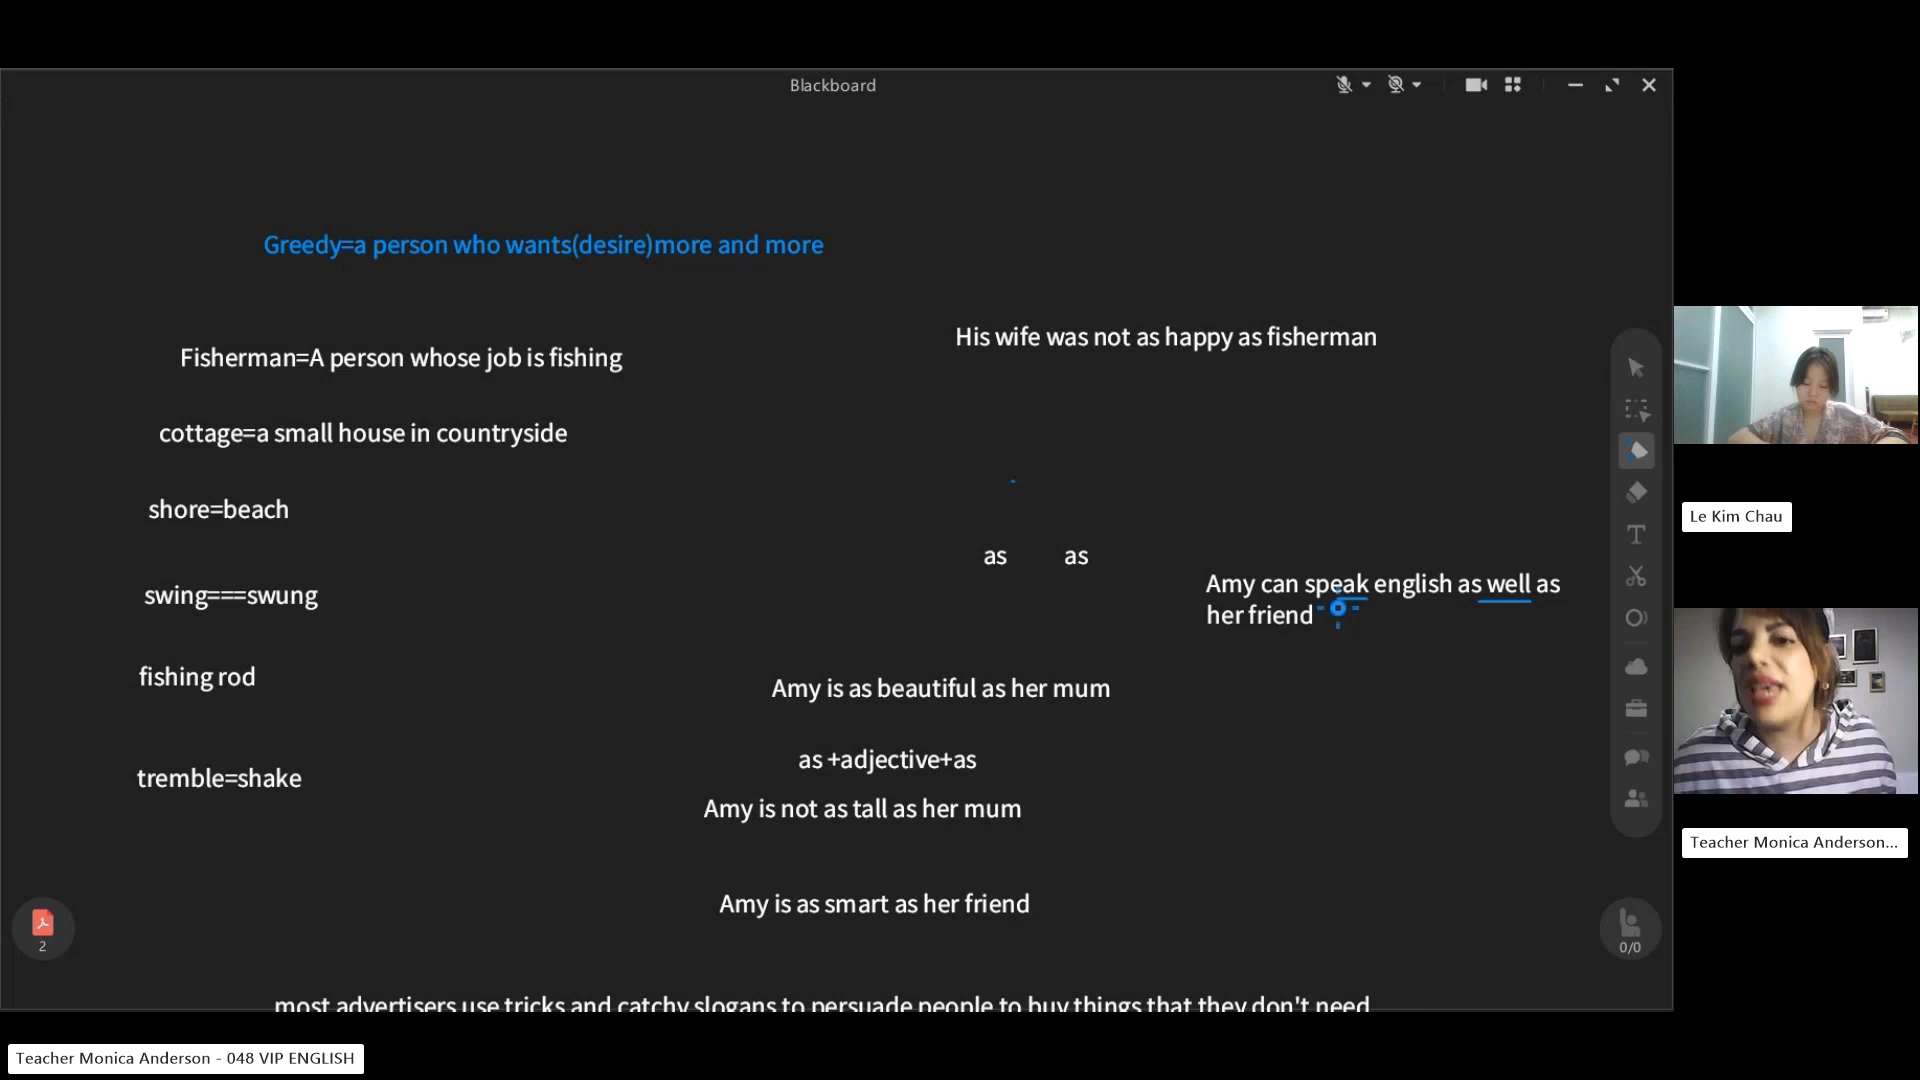 Blackboard
Greedy=a person who wants(desire)more and more
His wife was not as happy as fisherman
Fisherman=A person whose job is fishing
cottage=a small house in countryside
shore=beach
as as
Amy can speak english as well as
her friend
swing===swung
fishing rod
Amy is as beautiful as her mum
as +adjective+as
tremble=shake
Amy is not as tall as her mum
Amy is as smart as her friend
most advertisers use tricks and catchy slogans to persuade people to buy things that they don't need
2
0/0
Le Kim Chau
Teacher Monica Anderson...
Teacher Monica Anderson - 048 VIP ENGLISH